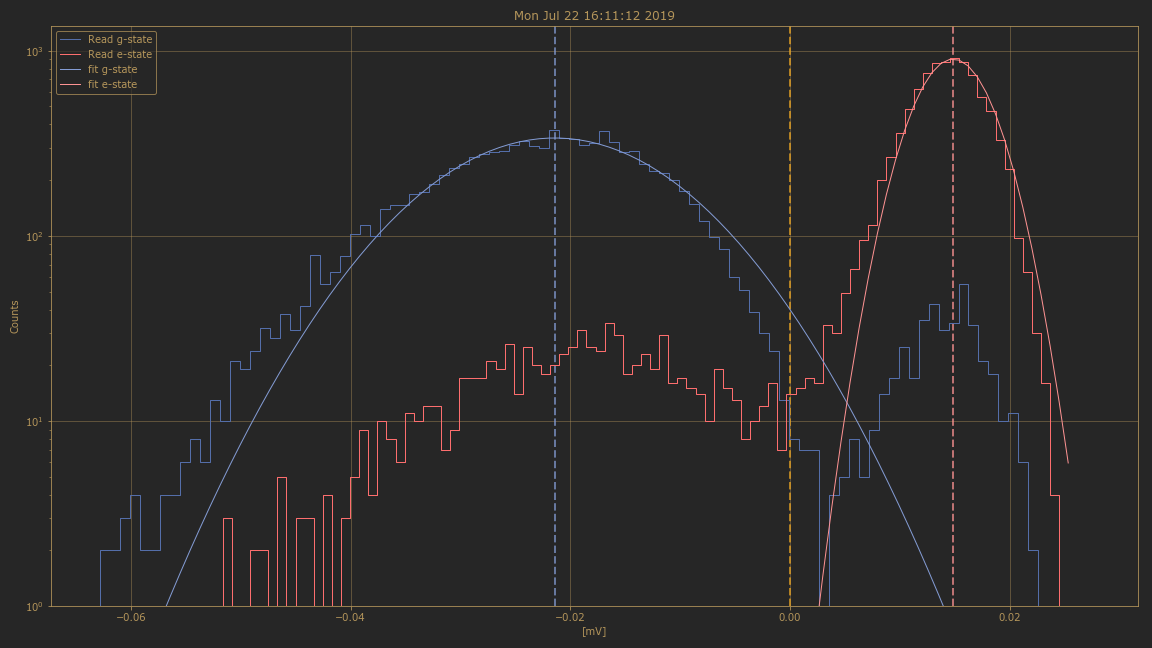 Mon Jul 22 16:11:12 2019
Read g-state
Read e-state
fit g-state
fit e-state
10³
10²
10¹
10⁰
Counts
−0.06 −0.04 −0.02 0.00 0.02
[mV]